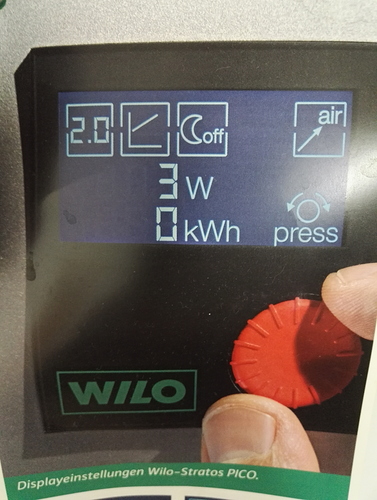 2.0 off air
3 W
0 kWh press
WILO
Displayeinstellungen Wilo-Stratos PICO.